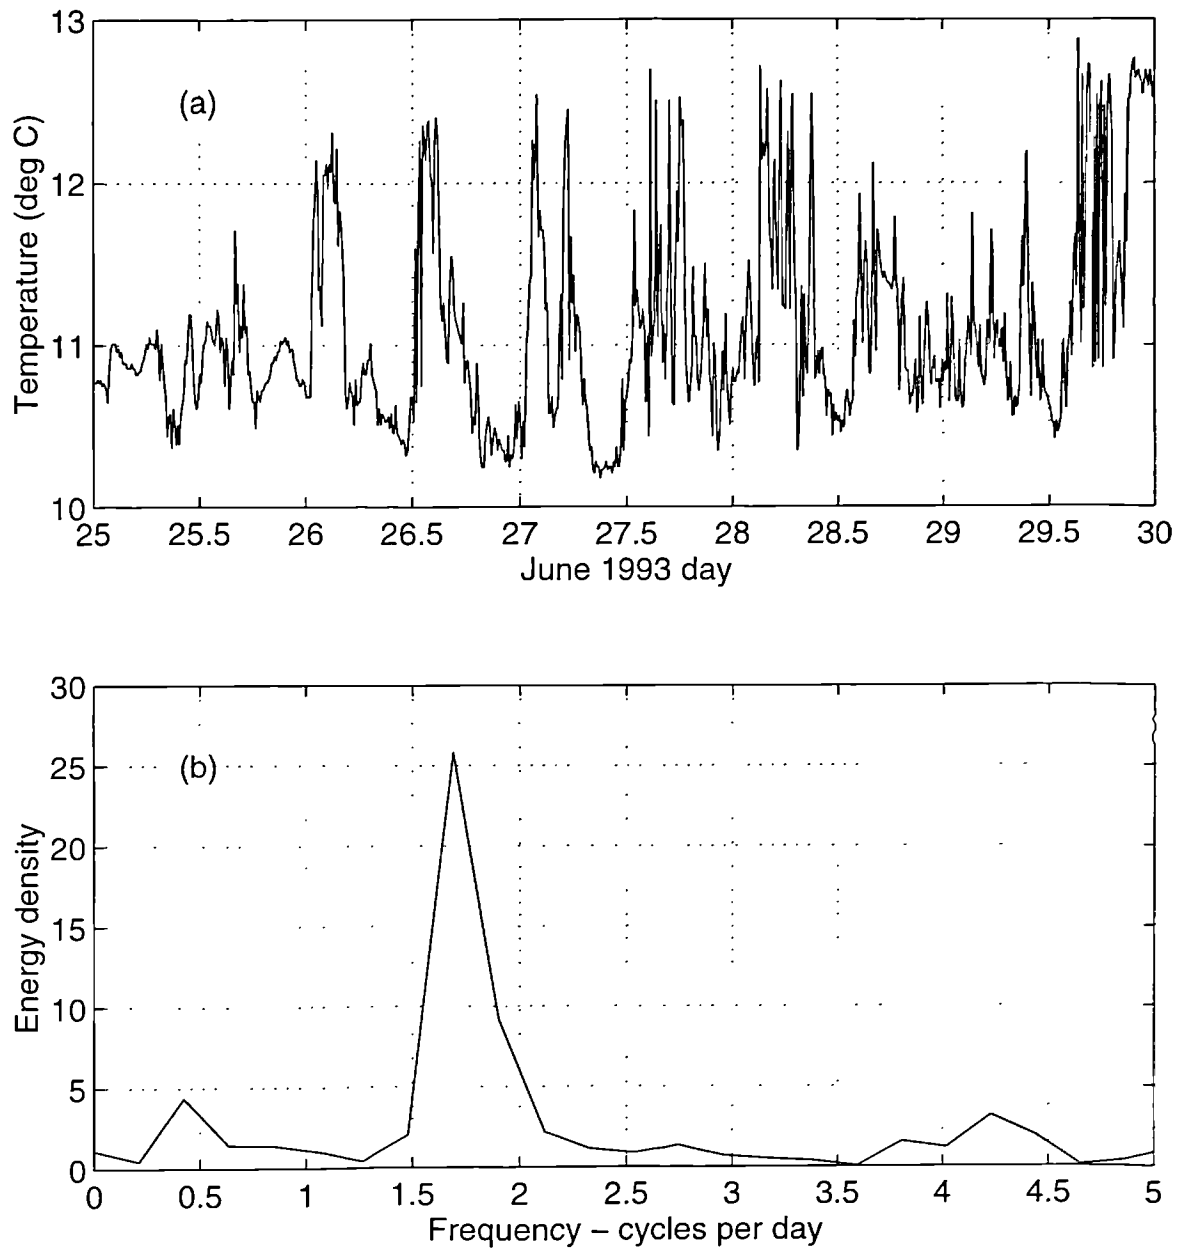 13
(a)
12
Temperature (deg C)
11
10
25 25.5 26 26.5 27 27.5 28 28.5 29 29.5 30
June 1993 day
30
25
(b)
20
Energy density
15
10
5
0
0 0.5 1 1.5 2 2.5 3 3.5 4 4.5 5
Frequency – cycles per day